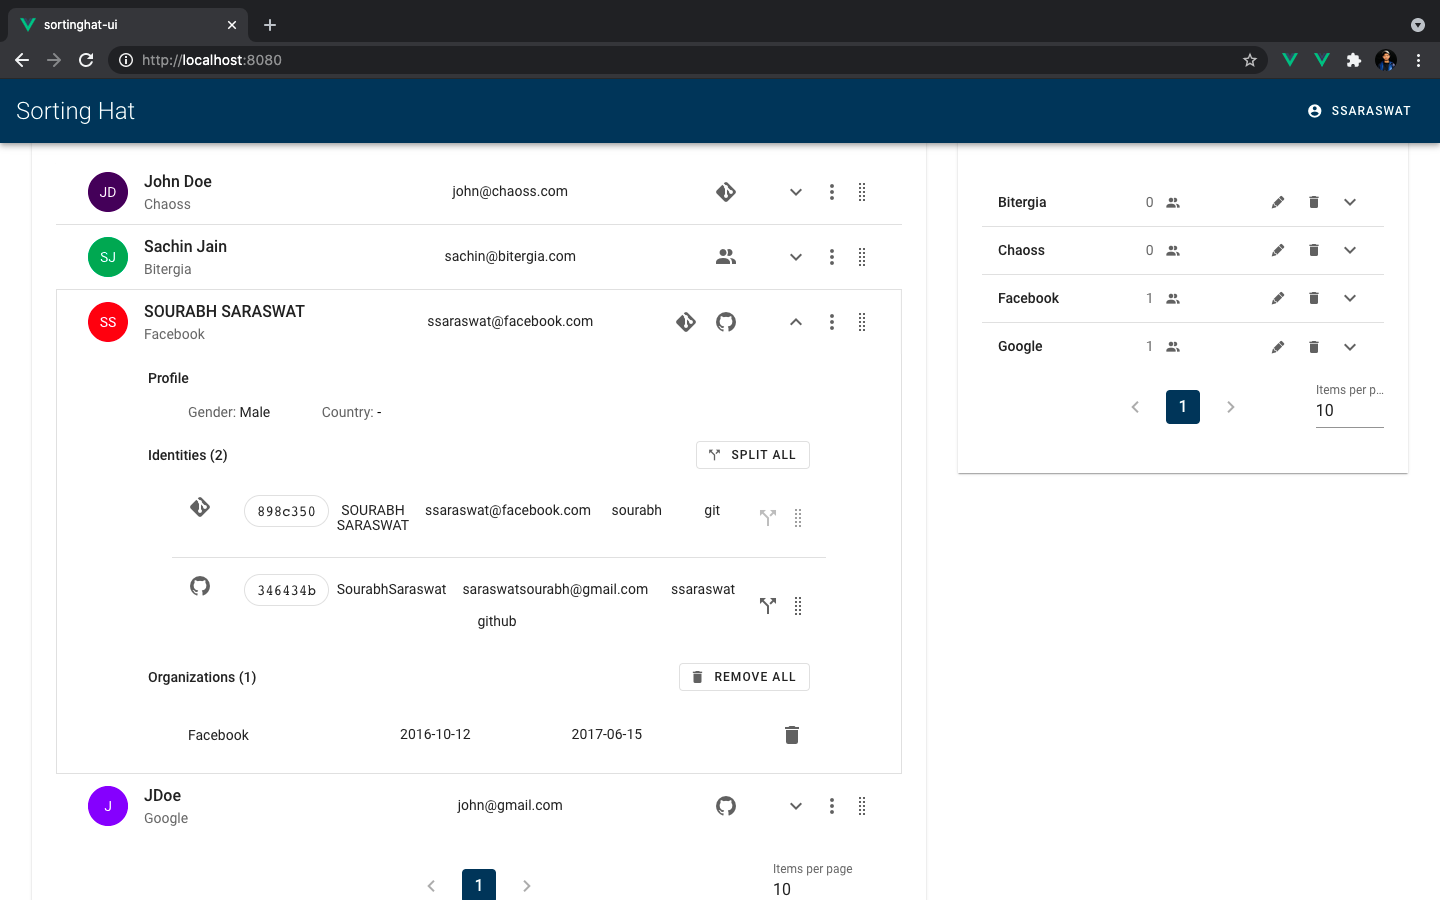 sortinghat-ui
http://localhost:8080
Sorting Hat
SSARASWAT
JD
John Doe
Chaoss
john@chaoss.com
SJ
Sachin Jain
Bitergia
sachin@bitergia.com
SS
SOURABH SARASWAT
Facebook
ssaraswat@facebook.com
Profile
Gender: Male
Country: -
Identities (2)
SPLIT ALL
898c350
SOURABH
SARASWAT
ssaraswat@facebook.com
sourabh
git
346434b
SourabhSaraswat
saraswatsourabh@gmail.com
ssaraswat
github
Organizations (1)
REMOVE ALL
Facebook
2016-10-12
2017-06-15
J
JDoe
Google
john@gmail.com
1
Items per page
10
Bitergia
0
Chaoss
0
Facebook
1
Google
1
1
Items per p...
10